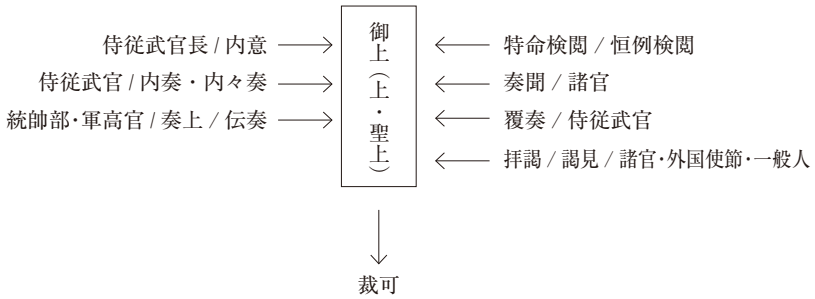 侍従武官長 / 内意
侍従武官 / 内奏・内々奏
統帥部・軍高官 / 奏上 / 伝奏
御上（上・聖上）
特命検閲 / 恒例検閲
奏聞 / 諸官
覆奏 / 侍従武官
拝謁 / 謁見 / 諸官・外国使節・一般人
裁可